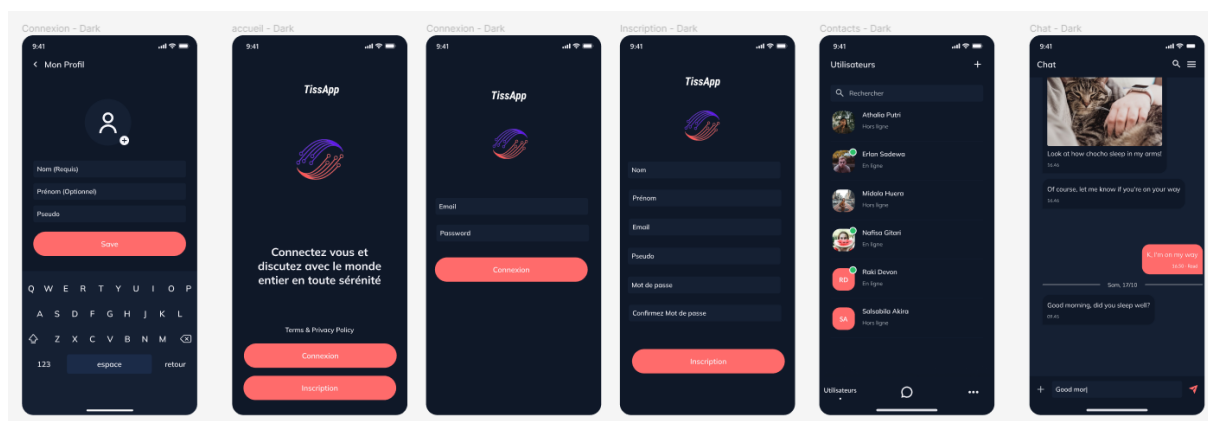 Connexion – Dark
9:41
Mon Profil
Nom (Requis)
Prénom (Optionnel)
Pseudo
Save
Q W E R T Y U I O P
A S D F G H J K L
Z X C V B N M
123 espace retour
accueil – Dark
9:41
TissApp
Connectez vous et
discutez avec le monde
entier en toute sérénité
Terms & Privacy Policy
Connexion
Inscription
Connexion – Dark
9:41
TissApp
Email
Password
Connexion
Inscription – Dark
9:41
TissApp
Nom
Prénom
Email
Pseudo
Mot de passe
Confirmez Mot de passe
Inscription
Contacts – Dark
9:41
Utilisateurs +
Rechercher
Athalia Putri
Hors ligne
Erlan Sadewa
En ligne
Midala Huera
Hors ligne
Nafisa Gitari
En ligne
RD Raki Devon
En ligne
SA Salsabila Akira
Hors ligne
Utilisateurs
Chat – Dark
9:41
Chat
Look at how chocho sleep in my arms!
16.46
Of course, let me know if you're on your way
16.46
K, I'm on my way
16.50 · Read
Sam, 17/10
Good morning, did you sleep well?
09.45
+ Good mor|